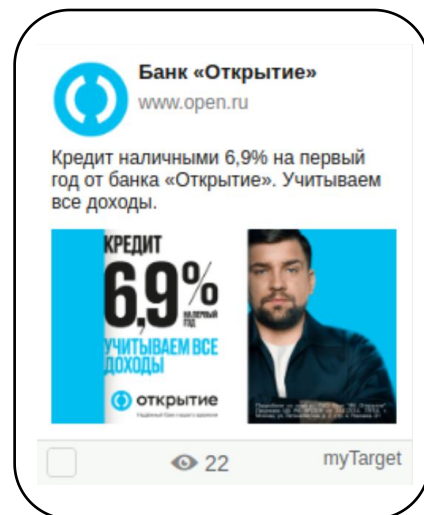 Банк «Открытие»
www.open.ru
Кредит наличными 6,9% на первый
год от банка «Открытие». Учитываем
все доходы.
КРЕДИТ
6,9%
НА ПЕРВЫЙ
ГОД
УЧИТЫВАЕМ ВСЕ
ДОХОДЫ
открытие
22
myTarget